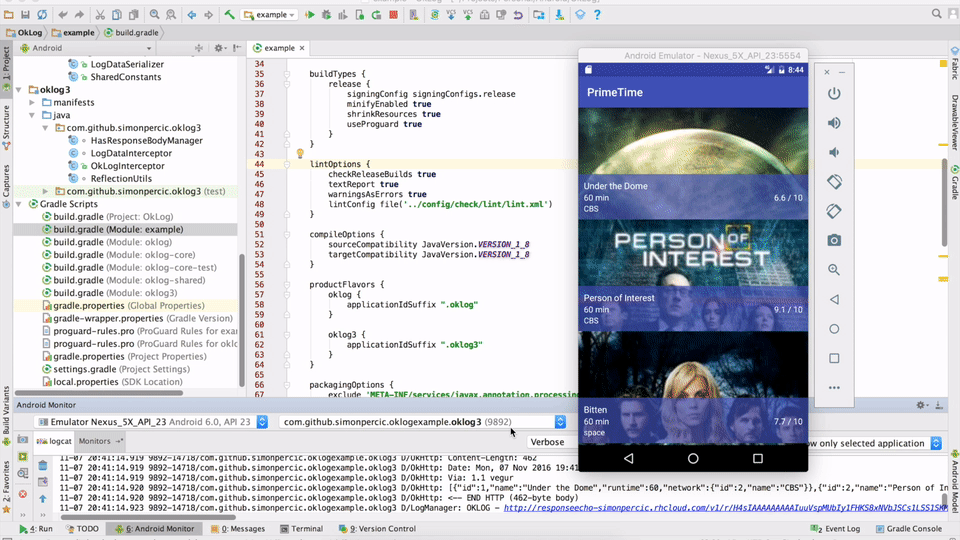 example
OkLog
example
build.gradle
Android
LogDataSerializer
SharedConstants
oklog3
manifests
java
com.github.simonpercic.oklog3
HasResponseBodyManager
LogDataInterceptor
OkLogInterceptor
ReflectionUtils
com.github.simonpercic.oklog3 (test)
Gradle Scripts
build.gradle (Project: OkLog)
build.gradle (Module: example)
build.gradle (Module: oklog)
build.gradle (Module: oklog-core)
build.gradle (Module: oklog-core-test)
build.gradle (Module: oklog-shared)
build.gradle (Module: oklog3)
gradle.properties (Global Properties)
gradle-wrapper.properties (Gradle Version)
proguard-rules.pro (ProGuard Rules for exa
proguard-rules.pro (ProGuard Rules for oklc
gradle.properties (Project Properties)
settings.gradle (Project Settings)
local.properties (SDK Location)
1: Project
Structure
Captures
Build Variants
Favorites
example
34
35 buildTypes {
36 release {
37 signingConfig signingConfigs.release
38 minifyEnabled true
39 shrinkResources true
40 useProguard true
41 }
42 }
43
44 lintOptions {
45 checkReleaseBuilds true
46 textReport true
47 warningsAsErrors true
48 lintConfig file('../config/check/lint/lint.xml')
49 }
50
51 compileOptions {
52 sourceCompatibility JavaVersion.VERSION_1_8
53 targetCompatibility JavaVersion.VERSION_1_8
54 }
55
56 productFlavors {
57 oklog {
58 applicationIdSuffix ".oklog"
59 }
60
61 oklog3 {
62 applicationIdSuffix ".oklog3"
63 }
64 }
65
66 packagingOptions {
67 exclude 'META-INF/services/javax.annotation.processing
Android Emulator - Nexus_5X_API_23:5554
8:44
PrimeTime
Under the Dome
60 min
CBS
6.6 / 10
PERSON OF INTEREST
Person of Interest
60 min
CBS
9.1 / 10
Bitten
60 min
space
7.7 / 10
Fabric
DrawableViewer
Gradle
Android Model
Android Monitor
Emulator Nexus_5X_API_23 Android 6.0, API 23
com.github.simonpercic.oklogexample.oklog3 (9892)
logcat
Monitors
Verbose
ow only selected application
11-07 20:41:14.919 9892-14718/com.github.simonpercic.oklogexample.oklog3 D/OkHttp: Content-Length: 462
11-07 20:41:14.919 9892-14718/com.github.simonpercic.oklogexample.oklog3 D/OkHttp: Date: Mon, 07 Nov 2016 19:41
11-07 20:41:14.919 9892-14718/com.github.simonpercic.oklogexample.oklog3 D/OkHttp: Via: 1.1 vegur
11-07 20:41:14.920 9892-14718/com.github.simonpercic.oklogexample.oklog3 D/OkHttp: [{"id":1,"name":"Under the Dome","runtime":60,"network":{"id":2,"name":"CBS"}},{"id":2,"name":"Person of In
11-07 20:41:14.920 9892-14718/com.github.simonpercic.oklogexample.oklog3 D/OkHttp: <-- END HTTP (462-byte body)
11-07 20:41:14.923 9892-14718/com.github.simonpercic.oklogexample.oklog3 D/LogManager: OKLOG -
4: Run
TODO
6: Android Monitor
0: Messages
Terminal
9: Version Control
Event Log
Gradle Console